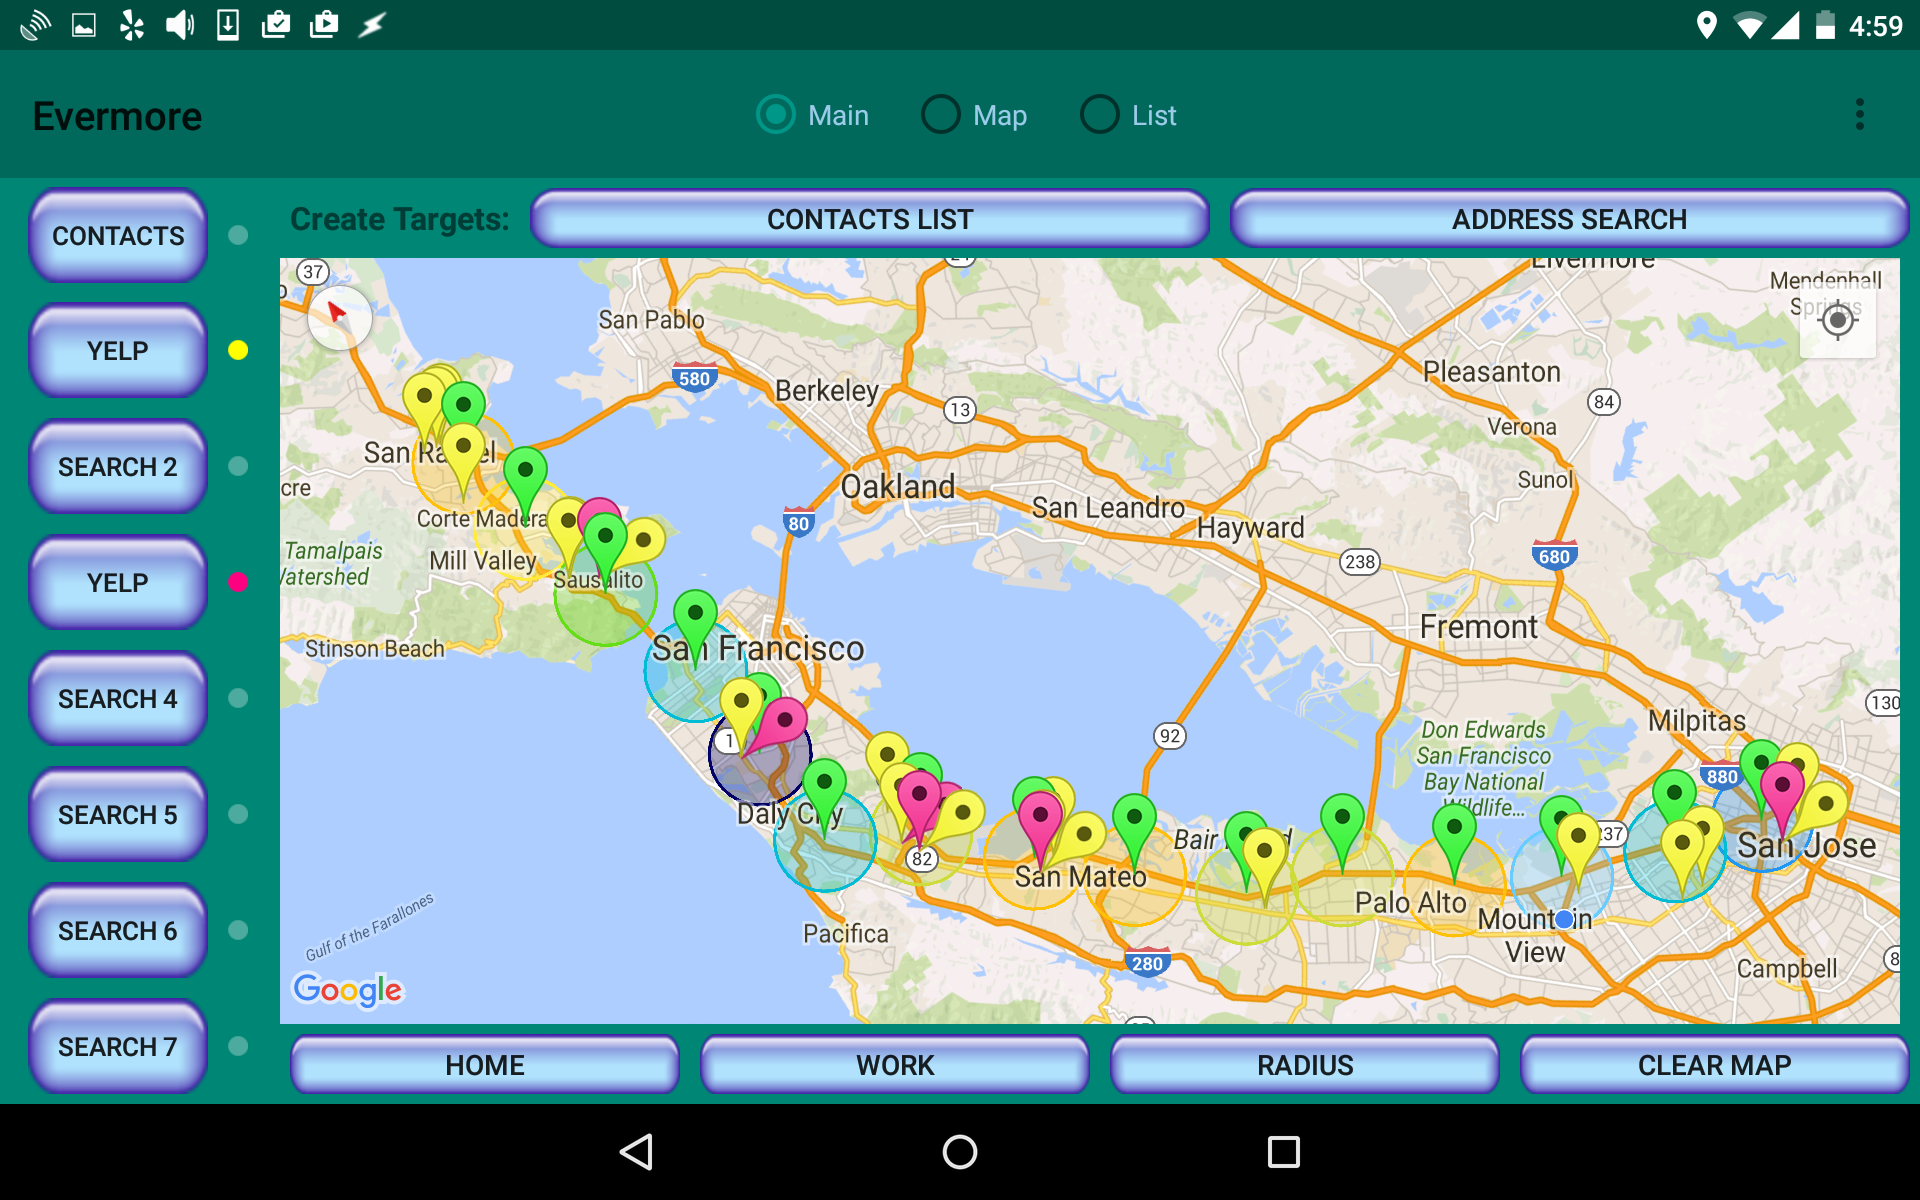 4:59
Evermore
Main
Map
List
CONTACTS
YELP
SEARCH 2
YELP
SEARCH 4
SEARCH 5
SEARCH 6
SEARCH 7
Create Targets:
CONTACTS LIST
ADDRESS SEARCH
37
San Pablo
580
Berkeley
13
Mendenhall
Springs
Pleasanton
84
Verona
Sunol
680
San Rafael
Oakland
San Leandro
Hayward
238
80
Corte Madera
Mill Valley
Tamalpais
Watershed
Sausalito
Stinson Beach
San Francisco
Fremont
130
Milpitas
92
Don Edwards
San Francisco
Bay National
Wildlife...
880
1
Daly City
82
Bair
237
San Jose
San Mateo
Palo Alto
Mountain
View
Pacifica
280
Campbell
Gulf of the Farallones
Google
HOME
WORK
RADIUS
CLEAR MAP